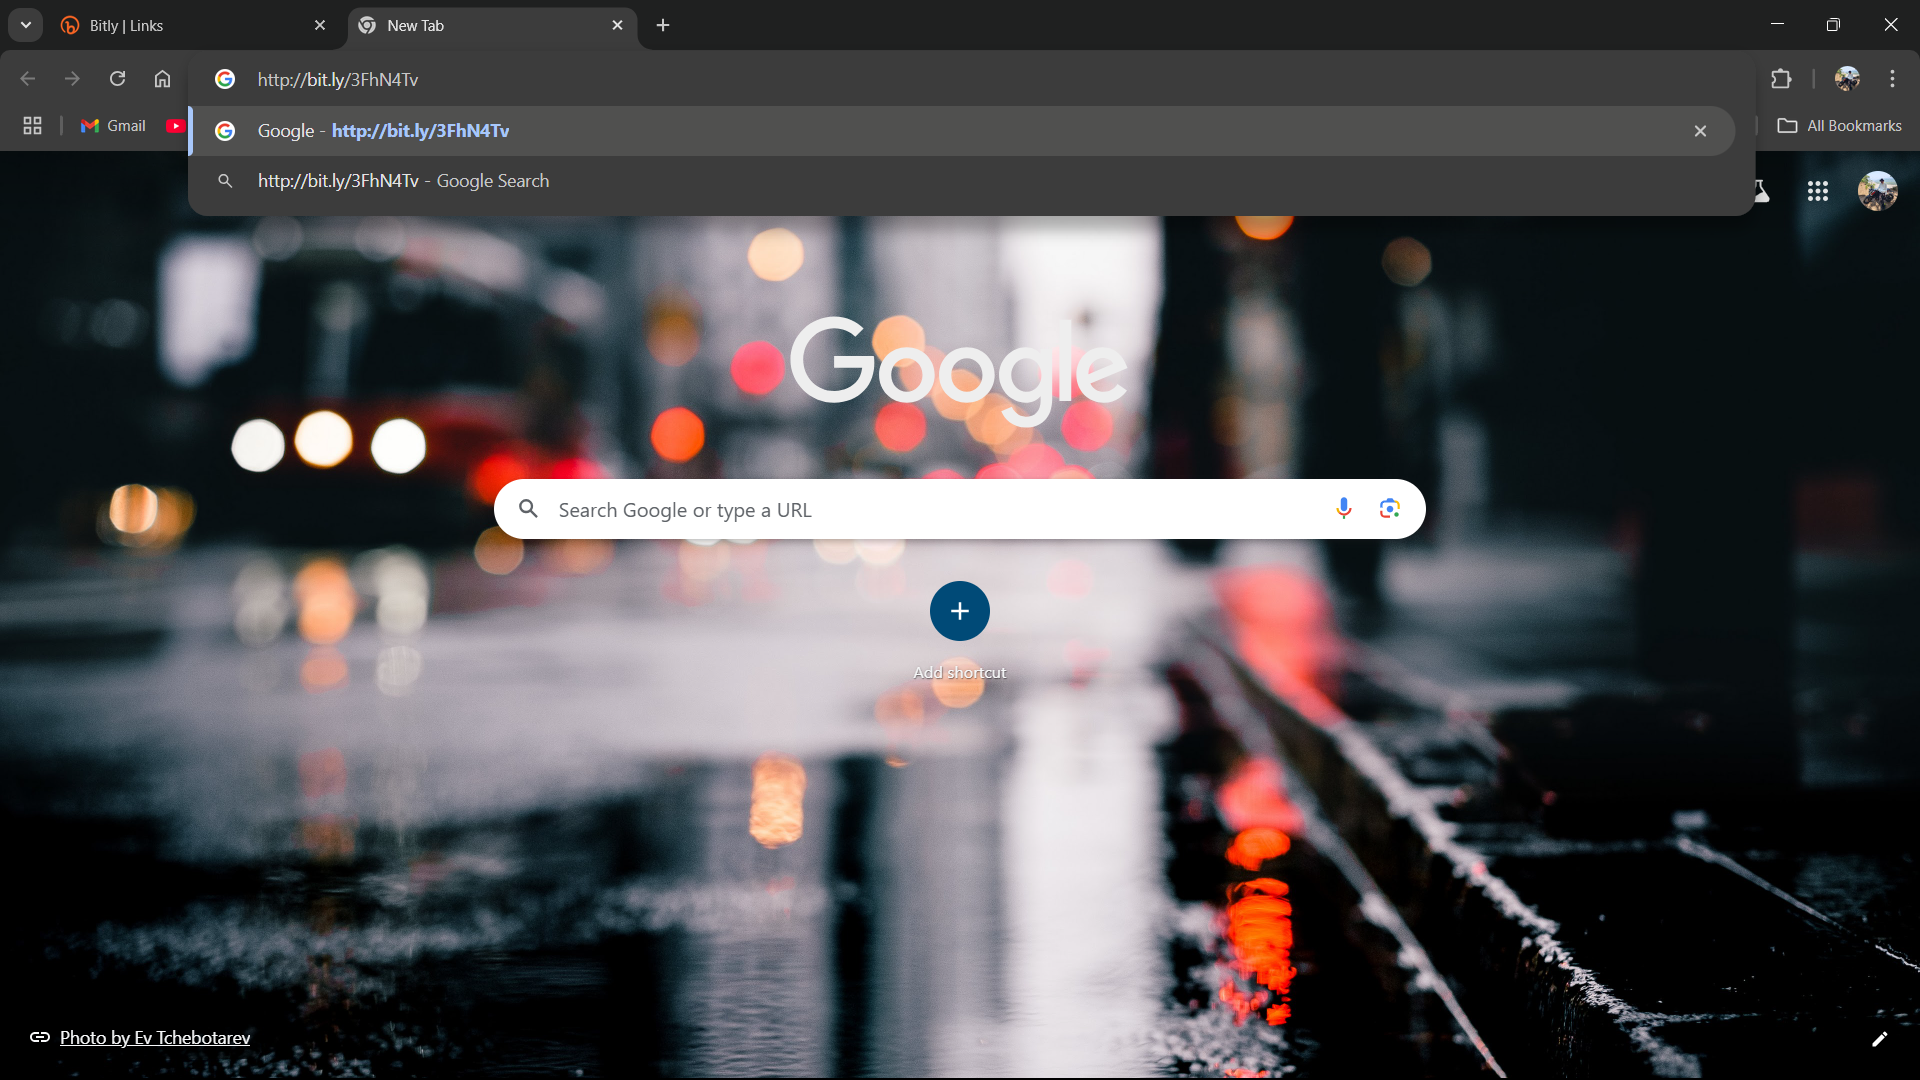 Bitly | Links
New Tab
http://bit.ly/3FhN4Tv
Gmail
Google - http://bit.ly/3FhN4Tv
All Bookmarks
http://bit.ly/3FhN4Tv - Google Search
Google
Search Google or type a URL
Add shortcut
Photo by Ev Tchebotarev